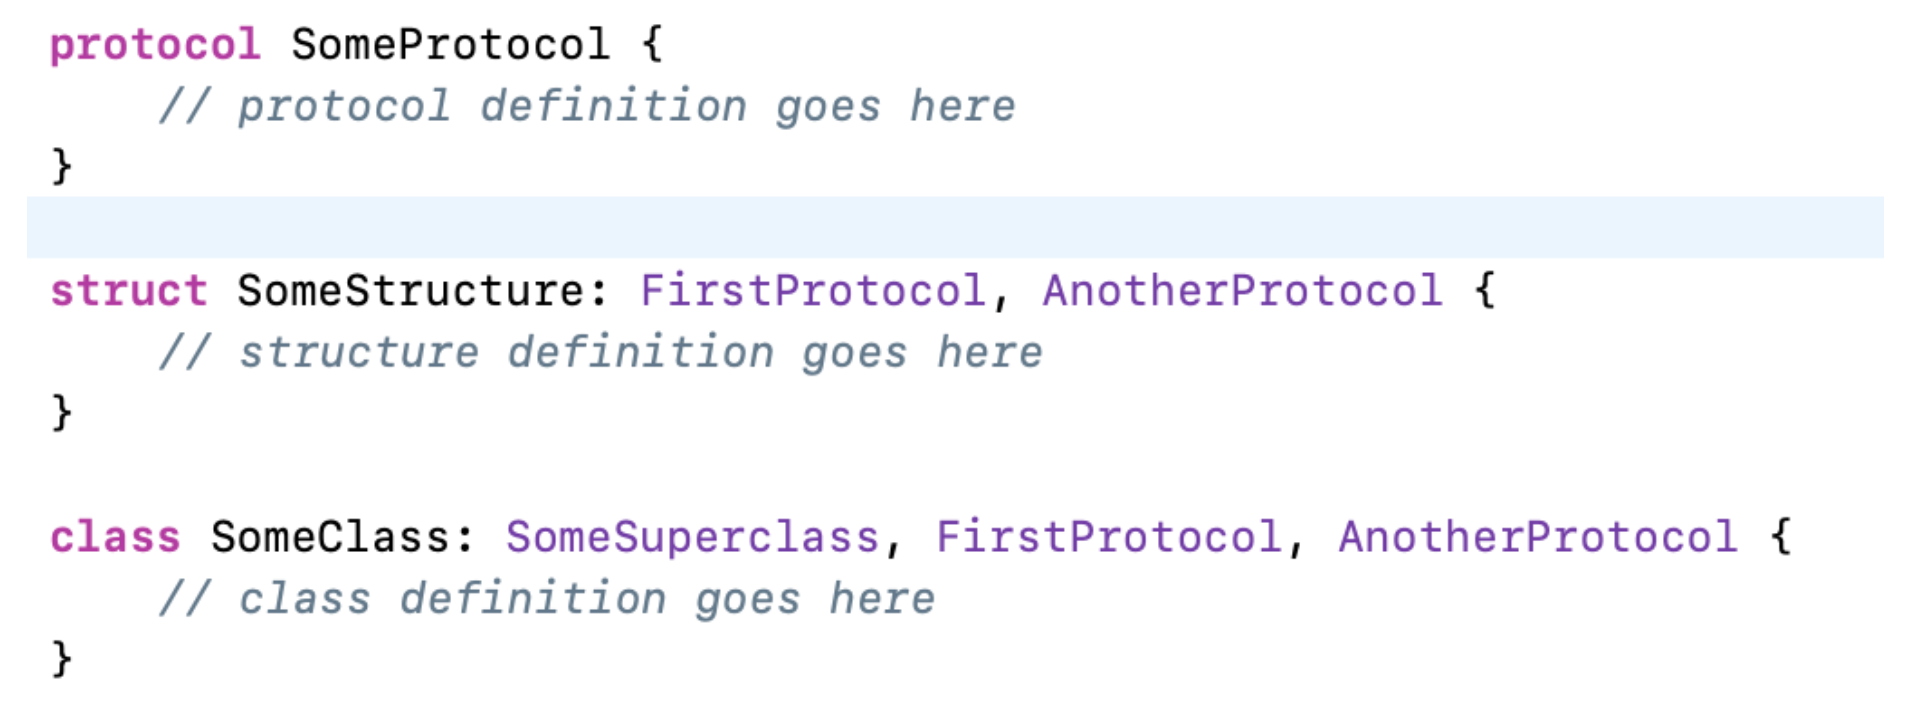 protocol SomeProtocol {
    // protocol definition goes here
}
struct SomeStructure: FirstProtocol, AnotherProtocol {
    // structure definition goes here
}
class SomeClass: SomeSuperclass, FirstProtocol, AnotherProtocol {
    // class definition goes here
}